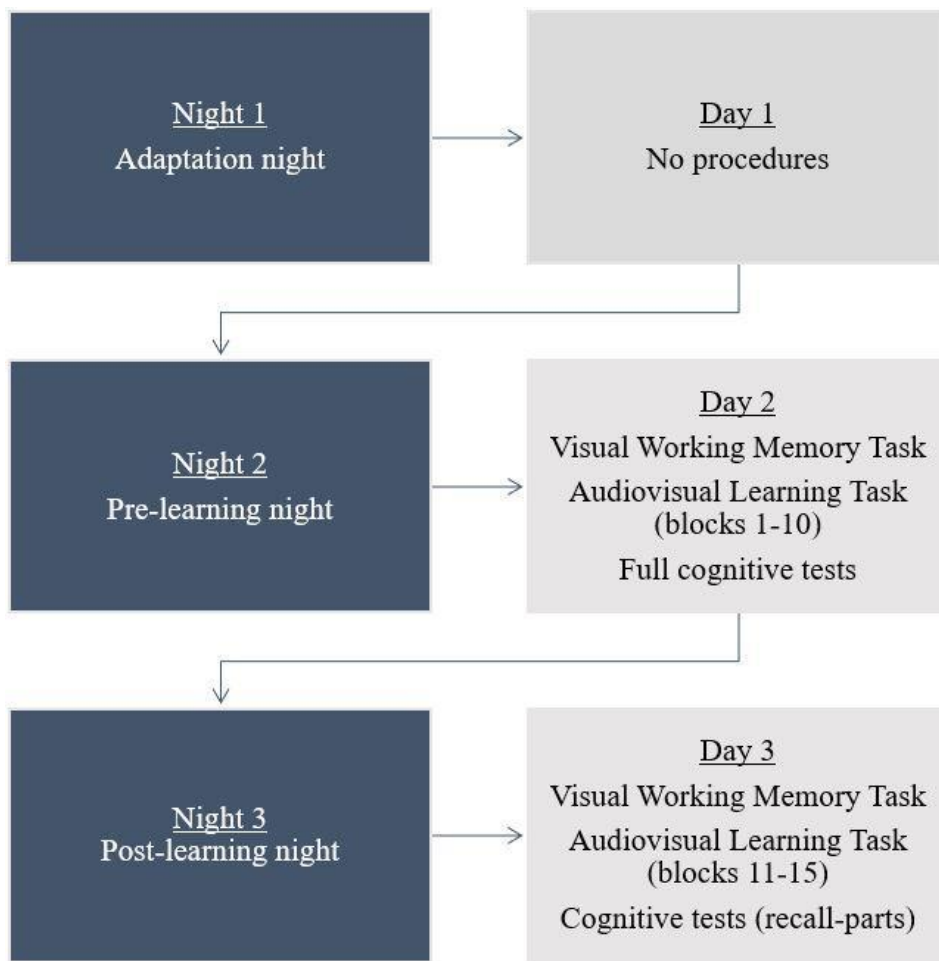 Night 1
Adaptation night
Day 1
No procedures
Night 2
Pre-learning night
Day 2
Visual Working Memory Task
Audiovisual Learning Task
(blocks 1-10)
Full cognitive tests
Night 3
Post-learning night
Day 3
Visual Working Memory Task
Audiovisual Learning Task
(blocks 11-15)
Cognitive tests (recall-parts)